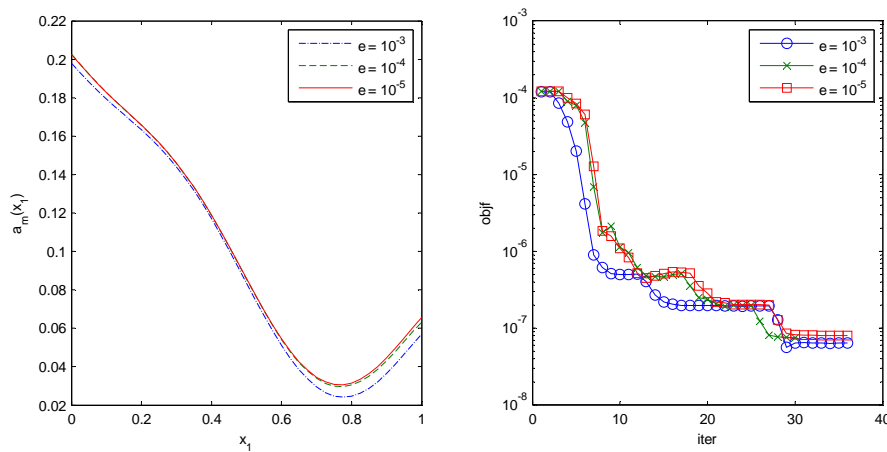 0.22
0.2
0.18
0.16
0.14
0.12
0.1
0.08
0.06
0.04
0.02
0
0.2
0.4
0.6
0.8
1
a_m(x_1)
x_1
e = 10^-3
e = 10^-4
e = 10^-5
10^-3
10^-4
10^-5
10^-6
10^-7
10^-8
0
10
20
30
40
objf
iter
e = 10^-3
e = 10^-4
e = 10^-5